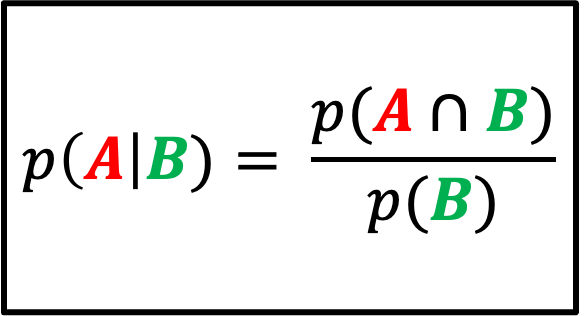 p(A|B) = p(A ∩ B)
p(B)